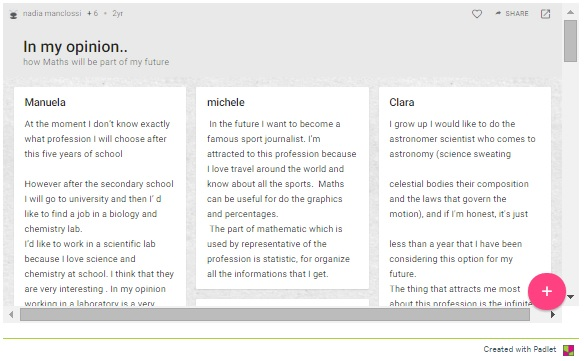 nadia manclossi +6 • 2yr
SHARE
In my opinion..
how Maths will be part of my future
Manuela
At the moment I don't know exactly
what profession I will choose after
this five years of school
However after the secondary school
I will go to university and then I' d
like to find a job in a biology and
chemistry lab.
I'd like to work in a scientific lab
because I love science and
chemistry at school. I think that they
are very interesting . In my opinion
working in a laboratory is a very
michele
In the future I want to become a
famous sport journalist. I'm
attracted to this profession because
I love travel around the world and
know about all the sports. Maths
can be useful for do the graphics
and percentages.
The part of mathematic which is
used by representative of the
profession is statistic, for organize
all the informations that I get.
Clara
I grow up I would like to do the
astronomer scientist who comes to
astronomy (science sweating
celestial bodies their composition
and the laws that govern the
motion), and if I'm honest, it's just
less than a year that I have been
considering this option for my
future.
The thing that attracts me most
about this profession is the infinite
+
Created with Padlet